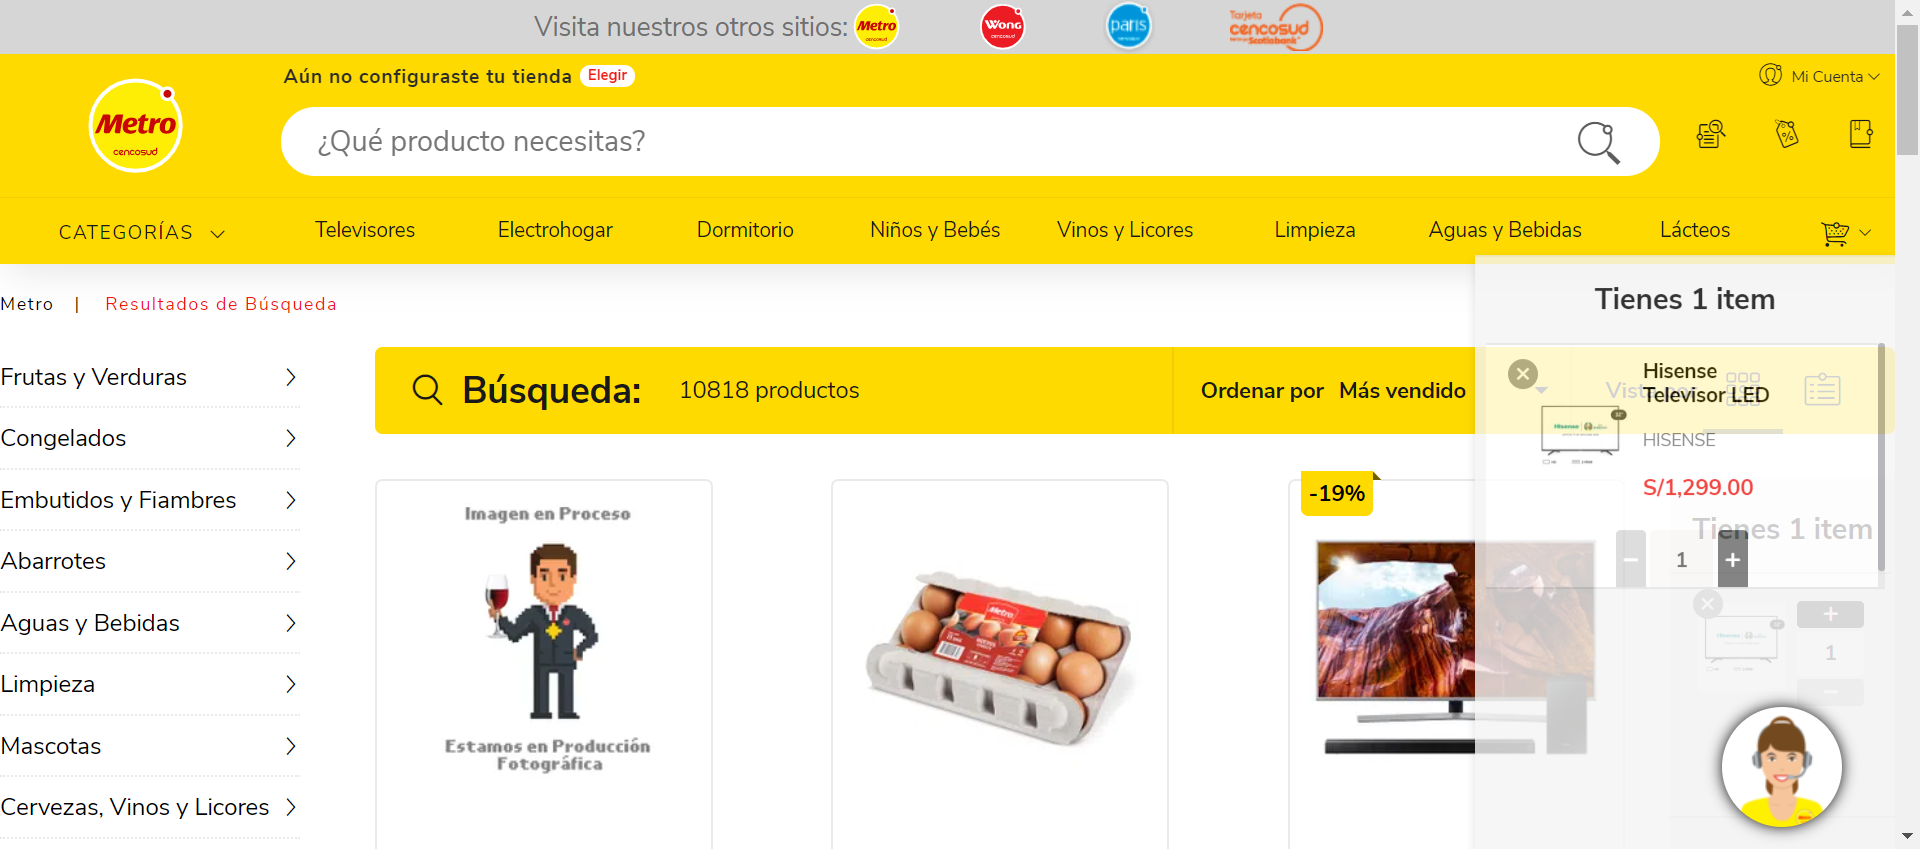 Visita nuestros otros sitios:
Metro
cencosud
Wong
cencosud
paris
Tarjeta
cencosud
Scotiabank
Aún no configuraste tu tienda Elegir
Mi Cuenta
Metro
cencosud
¿Qué producto necesitas?
CATEGORÍAS
Televisores
Electrohogar
Dormitorio
Niños y Bebés
Vinos y Licores
Limpieza
Aguas y Bebidas
Lácteos
Metro | Resultados de Búsqueda
Frutas y Verduras
Congelados
Embutidos y Fiambres
Abarrotes
Aguas y Bebidas
Limpieza
Mascotas
Cervezas, Vinos y Licores
Búsqueda: 10818 productos
Ordenar por Más vendido
Imagen en Proceso
Estamos en Producción
Fotográfica
Metro
-19%
Tienes 1 item
Hisense
Televisor LED
HISENSE
S/1,299.00
- 1 +
Tienes 1 item
+
1
-